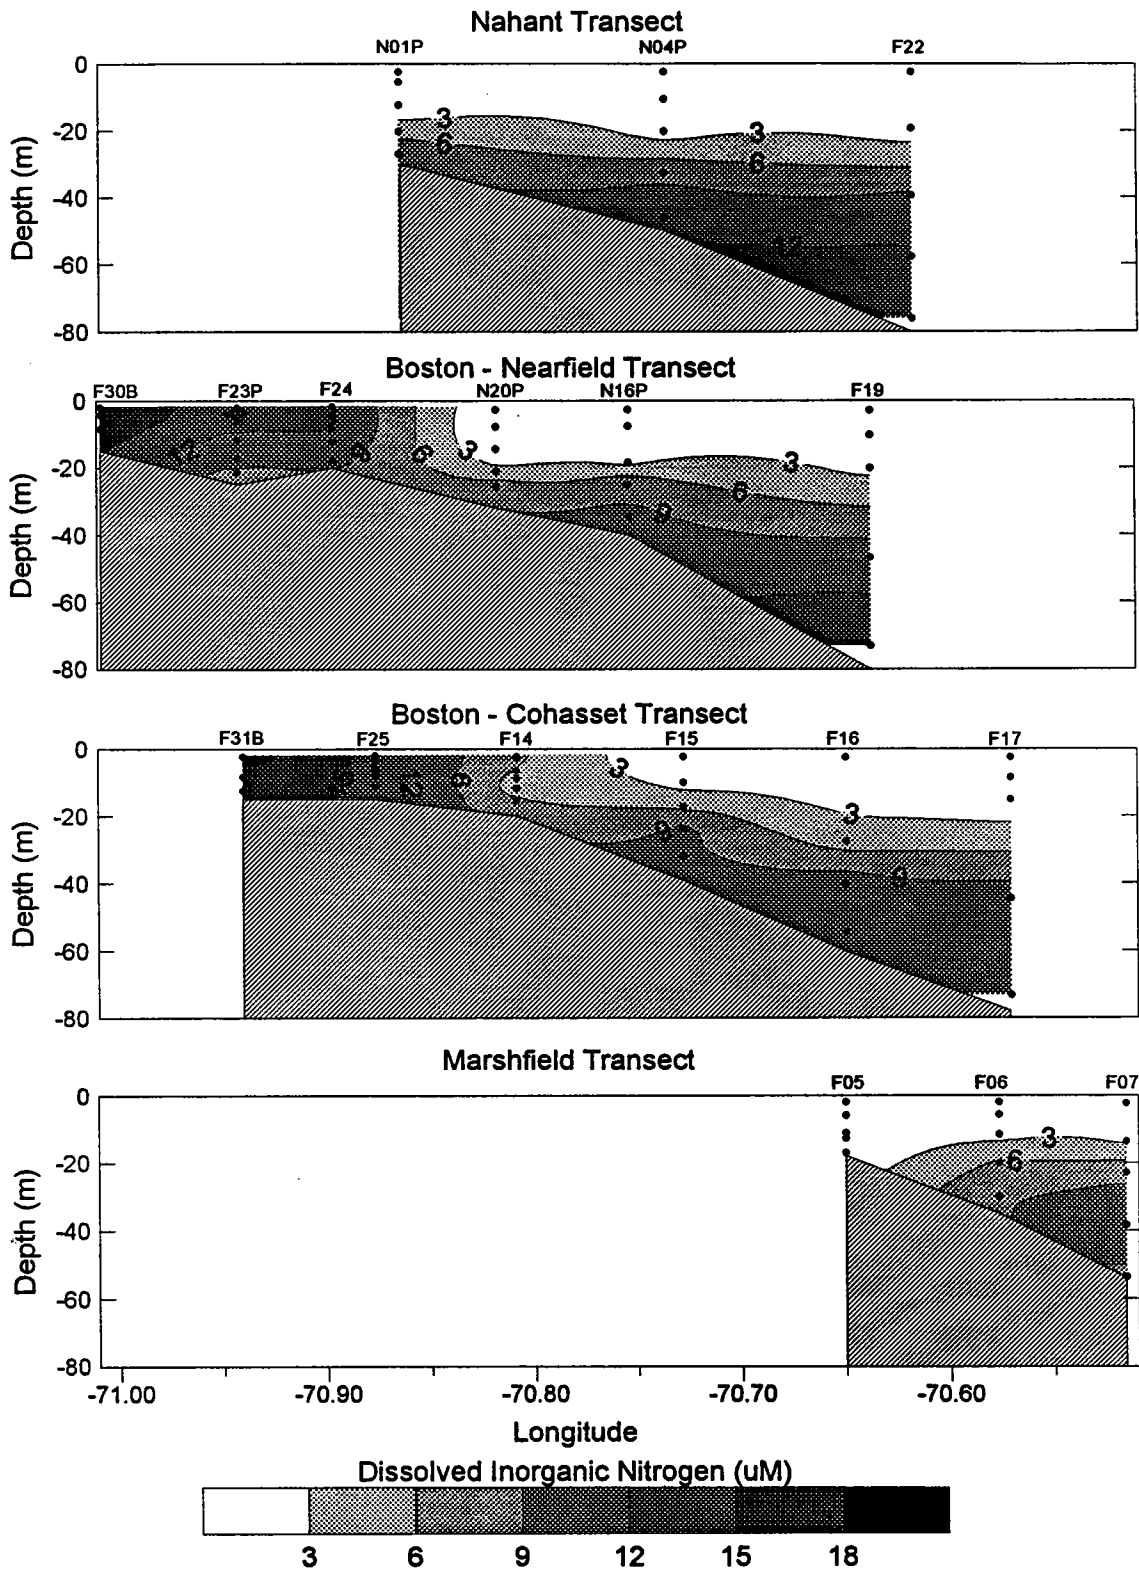 Nahant Transect
N01P N04P F22
0
-20
-40
-60
-80
Depth (m)
3 3
6 6
12
Boston - Nearfield Transect
F30B F23P F24 N20P N16P F19
0
-20
-40
-60
-80
Depth (m)
12 9 6 3 3
6
9
Boston - Cohasset Transect
F31B F25 F14 F15 F16 F17
0
-20
-40
-60
-80
Depth (m)
12 9 3
3
9
9
Marshfield Transect
F05 F06 F07
0
-20
-40
-60
-80
Depth (m)
3
6
-71.00 -70.90 -70.80 -70.70 -70.60
Longitude
Dissolved Inorganic Nitrogen (uM)
3 6 9 12 15 18